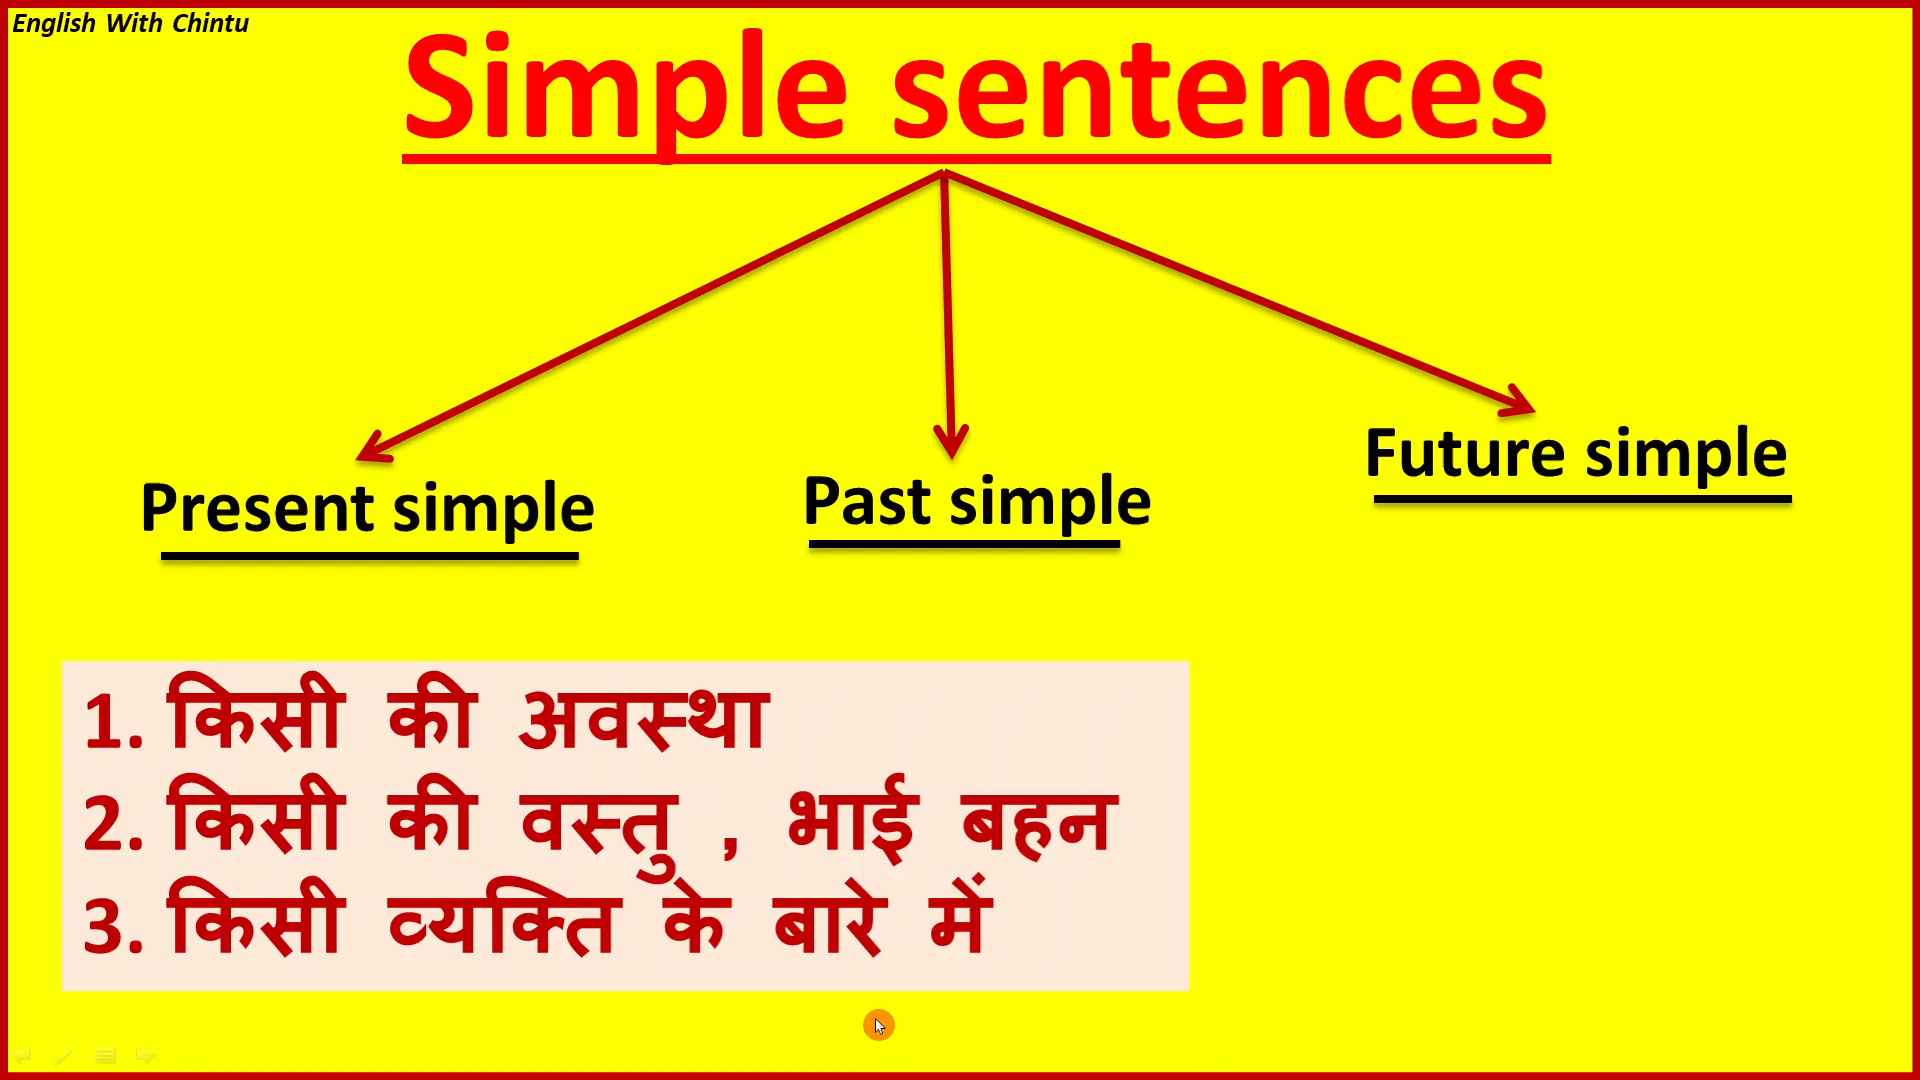 English With Chintu
Simple sentences
Present simple
Past simple
Future simple
1. किसी की अवस्था
2. किसी की वस्तु , भाई बहन
3. किसी व्यक्ति के बारे में